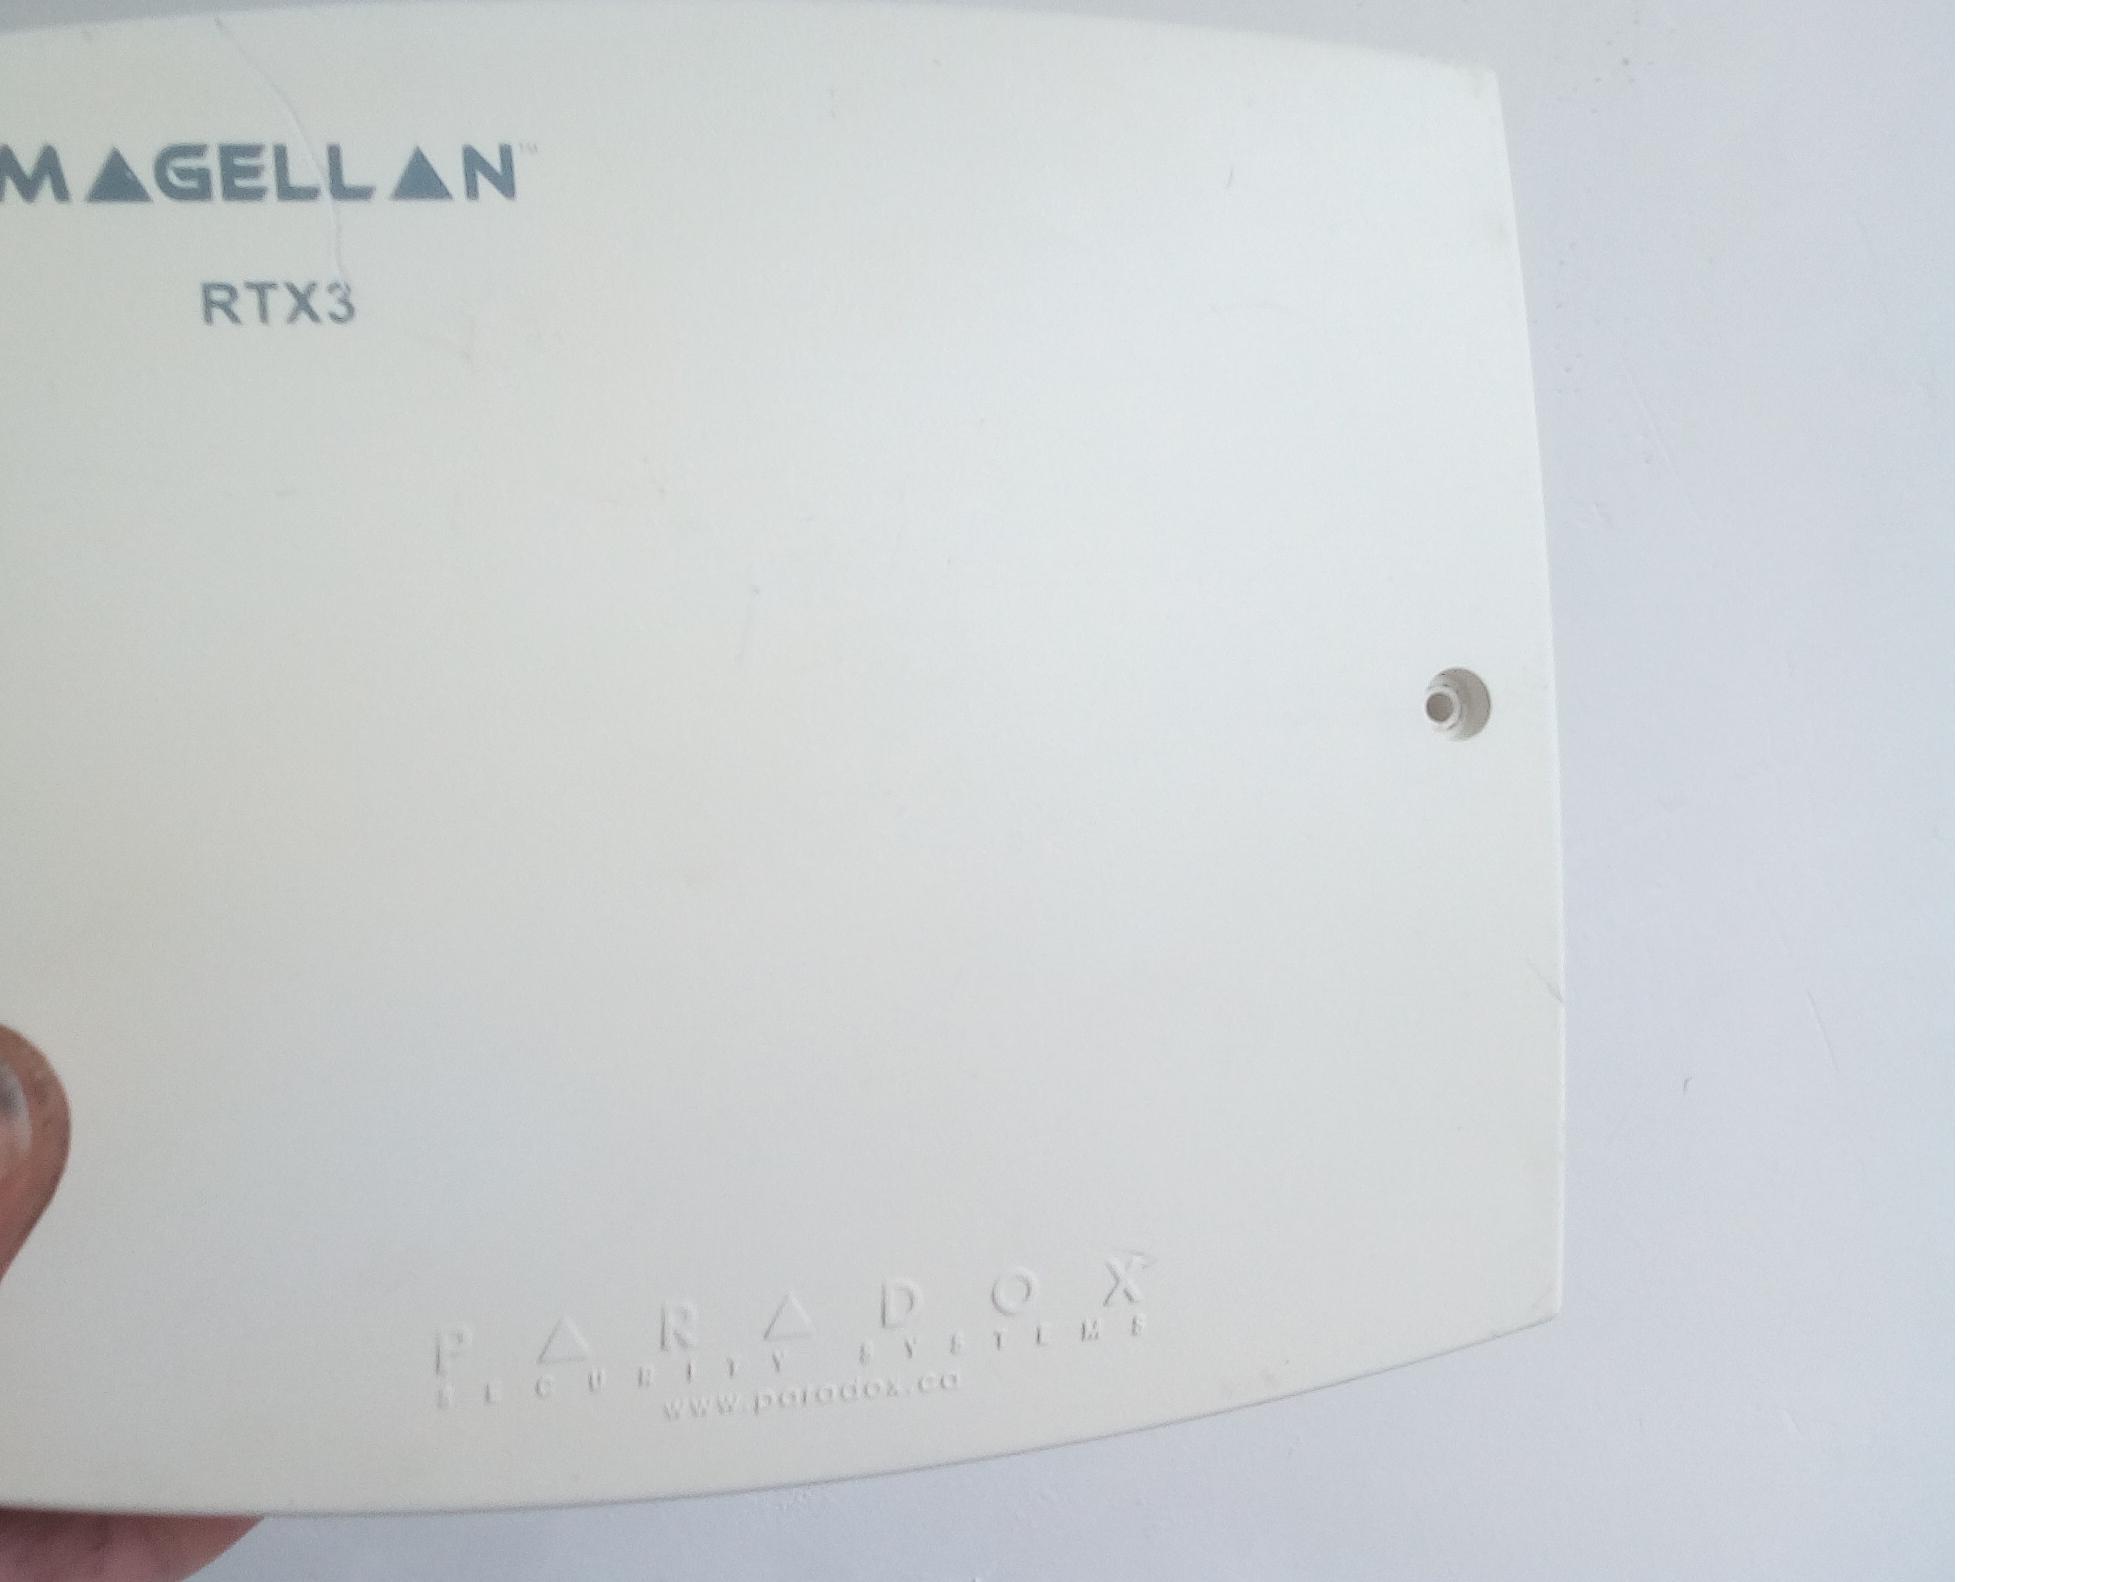 MAGELLAN™
RTX3
PARADOX
SECURITY SYSTEMS
www.paradox.ca